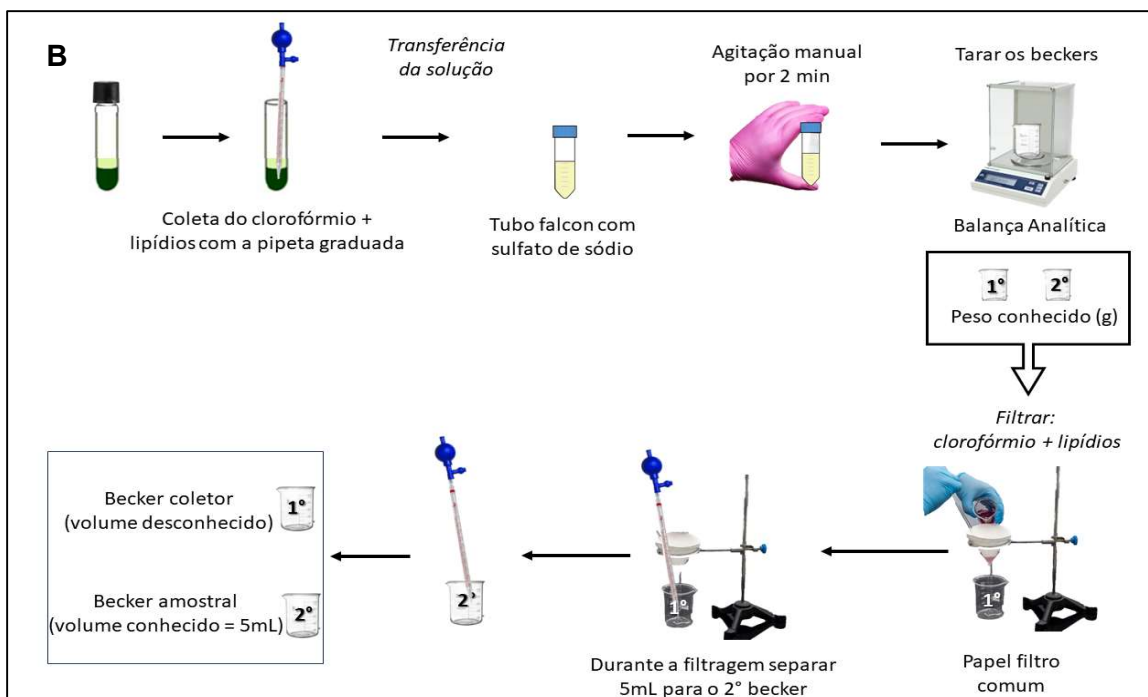 B
Transferência
da solução
Agitação manual
por 2 min
Tarar os beckers
Coleta do clorofórmio +
lipídios com a pipeta graduada
Tubo falcon com
sulfato de sódio
Balança Analítica
1° 2°
Peso conhecido (g)
Filtrar:
clorofórmio + lipídios
1°
Papel filtro
comum
1°
Durante a filtragem separar
5mL para o 2° becker
2°
Becker coletor
(volume desconhecido)
1°
Becker amostral
(volume conhecido = 5mL)
2°